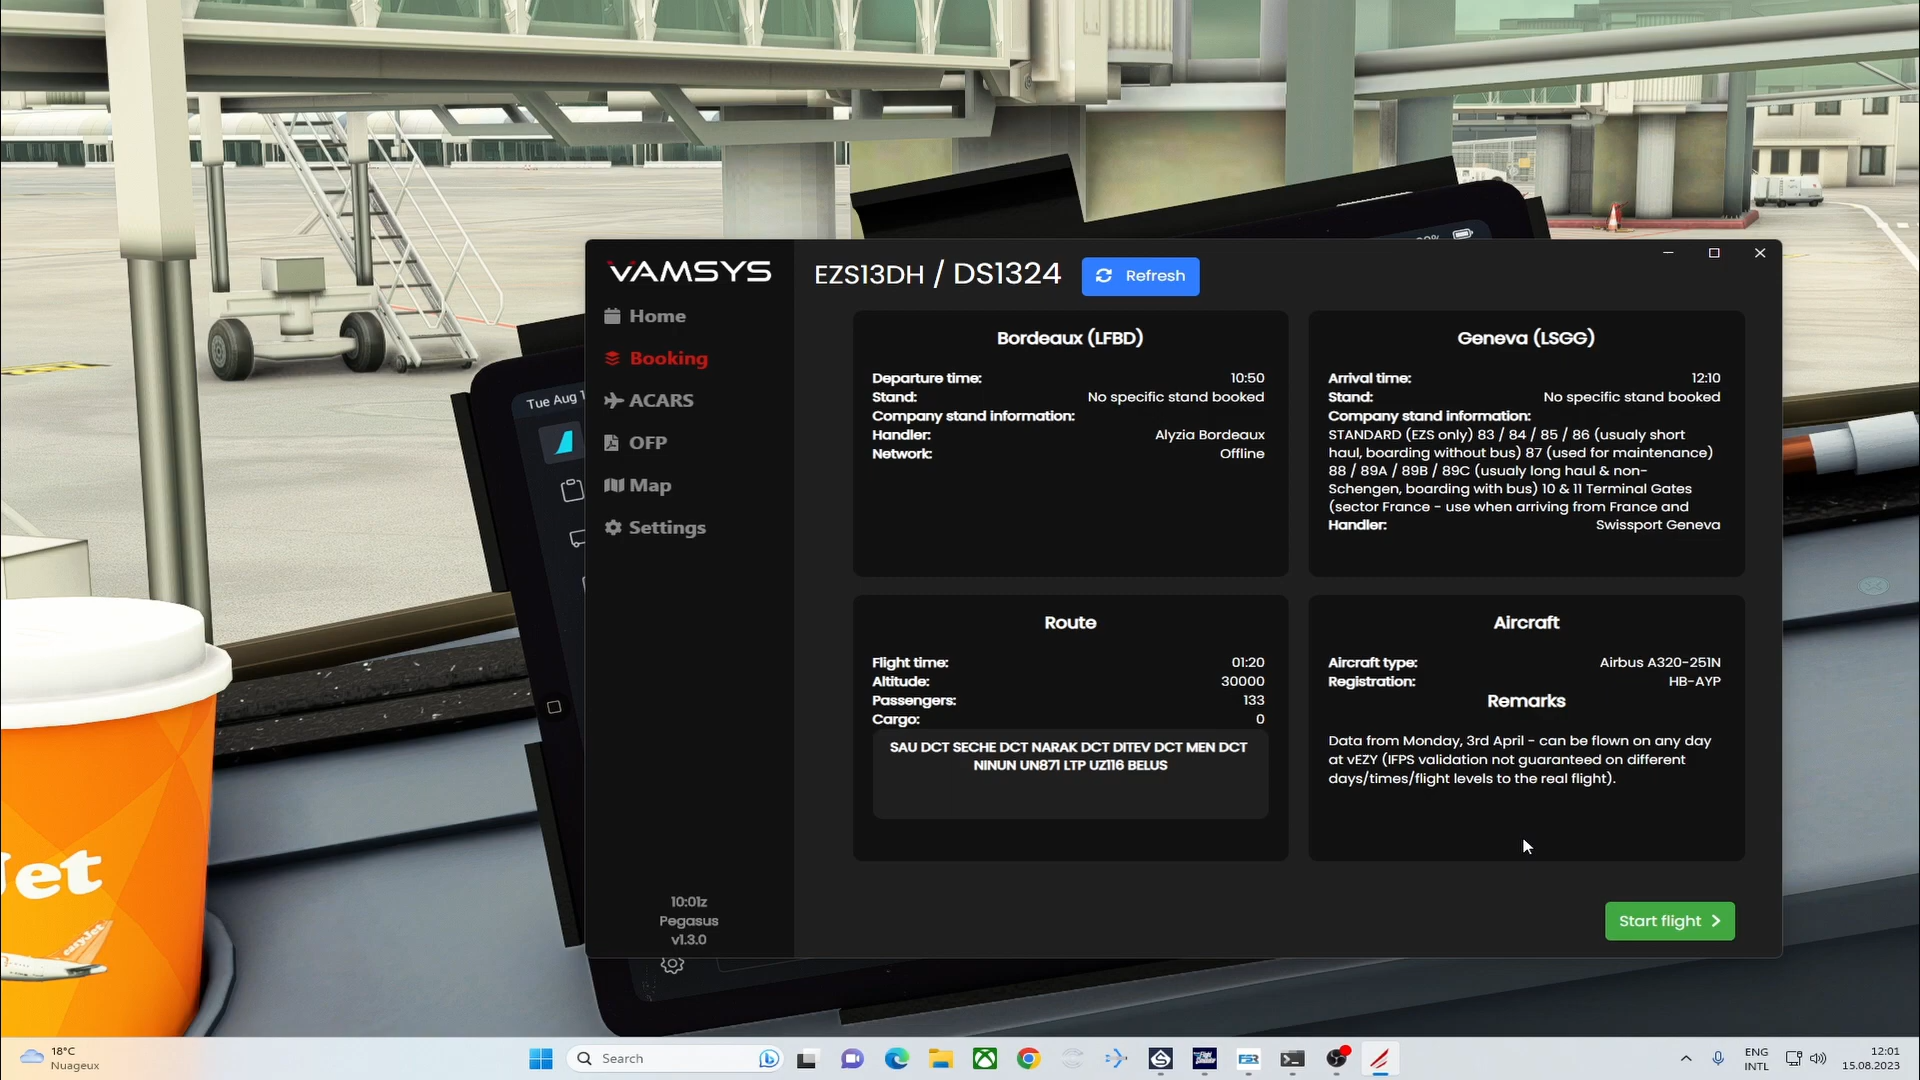 VAMSYS
EZS13DH / DS1324
Refresh
Home
Booking
ACARS
OFP
Map
Settings
10:01z
Pegasus
v1.3.0
Bordeaux (LFBD)
Departure time: 10:50
Stand: No specific stand booked
Company stand information:
Handler: Alyzia Bordeaux
Network: Offline
Geneva (LSGG)
Arrival time: 12:10
Stand: No specific stand booked
Company stand information:
STANDARD (EZS only) 83 / 84 / 85 / 86 (usualy short
haul, boarding without bus) 87 (used for maintenance)
88 / 89A / 89B / 89C (usualy long haul & non-
Schengen, boarding with bus) 10 & 11 Terminal Gates
(sector France - use when arriving from France and
Handler: Swissport Geneva
Route
Flight time: 01:20
Altitude: 30000
Passengers: 133
Cargo: 0
SAU DCT SECHE DCT NARAK DCT DITEV DCT MEN DCT
NINUN UN871 LTP UZ116 BELUS
Aircraft
Aircraft type: Airbus A320-251N
Registration: HB-AYP
Remarks
Data from Monday, 3rd April - can be flown on any day
at vEZY (IFPS validation not guaranteed on different
days/times/flight levels to the real flight).
Start flight
Tue Aug 1
Jet
easyJet
18°C
Nuageux
Search
FSR
ENG
INTL
12:01
15.08.2023